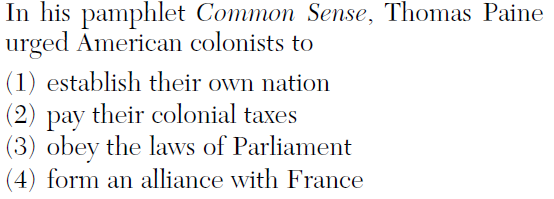 In his pamphlet Common Sense, Thomas Paine
urged American colonists to
(1) establish their own nation
(2) pay their colonial taxes
(3) obey the laws of Parliament
(4) form an alliance with France